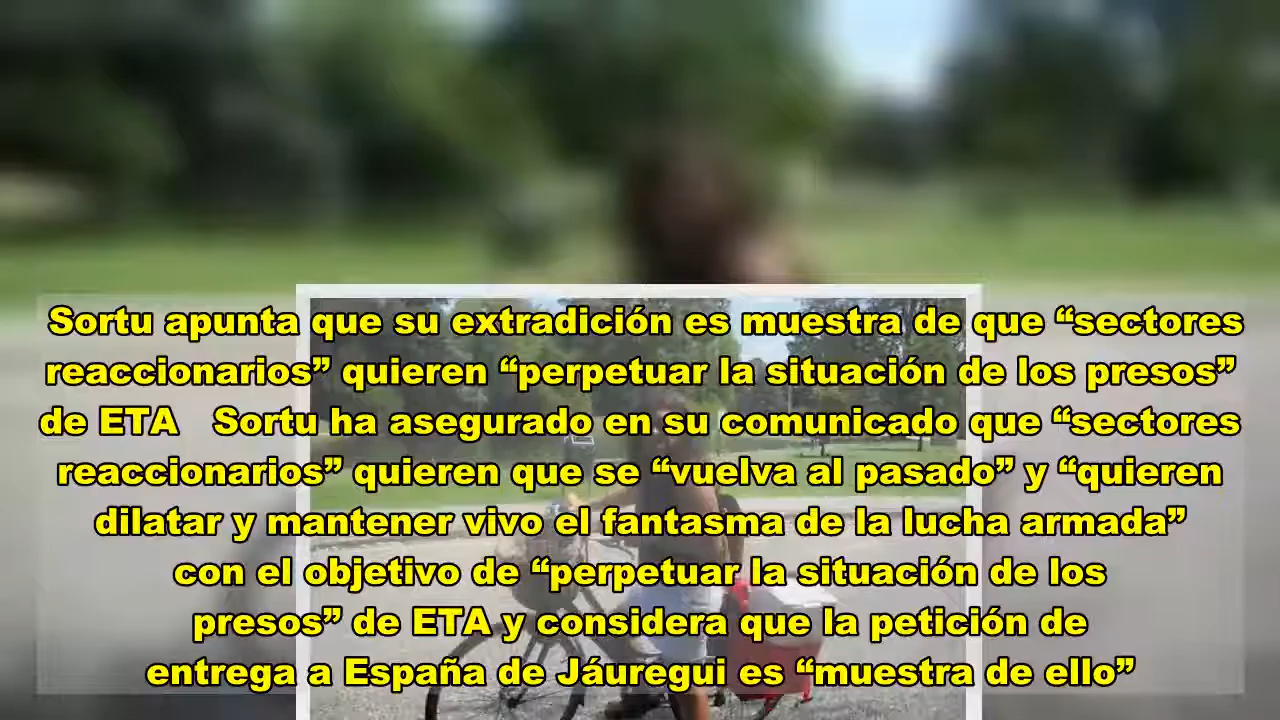 Sortu apunta que su extradición es muestra de que “sectores
reaccionarios” quieren “perpetuar la situación de los presos”
de ETA   Sortu ha asegurado en su comunicado que “sectores
reaccionarios” quieren que se “vuelva al pasado” y “quieren
dilatar y mantener vivo el fantasma de la lucha armada”
con el objetivo de “perpetuar la situación de los
presos” de ETA y considera que la petición de
entrega a España de Jáuregui es “muestra de ello”